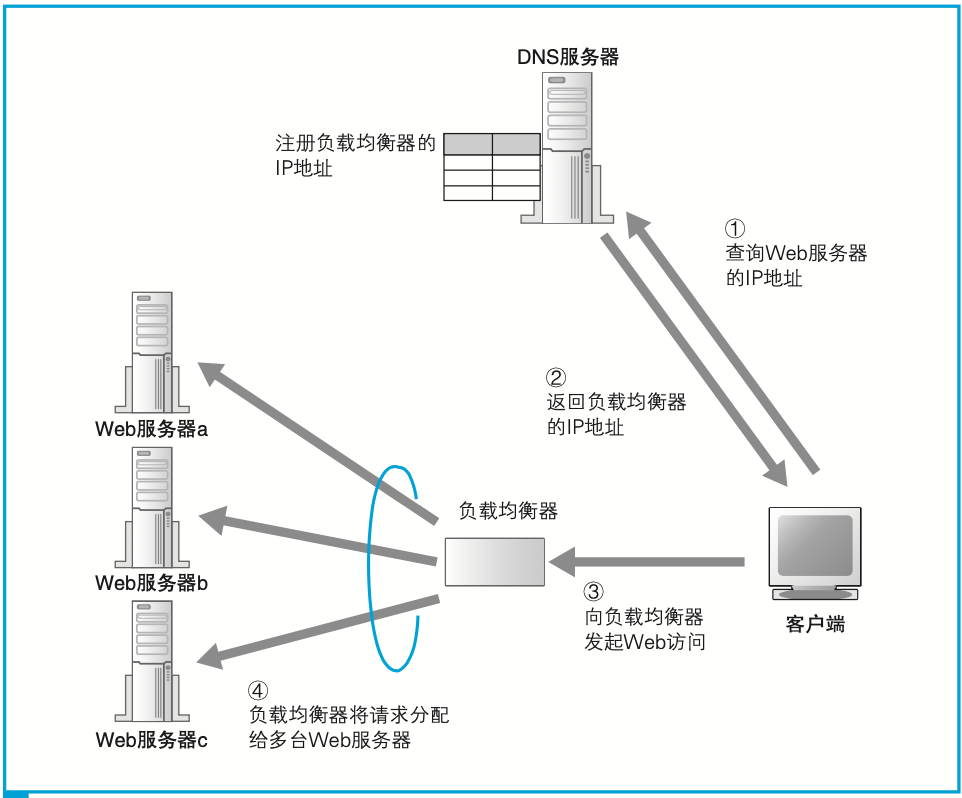 DNS服务器
注册负载均衡器的
IP地址
①
查询Web服务器
的IP地址
②
返回负载均衡器
的IP地址
Web服务器a
负载均衡器
Web服务器b
③
向负载均衡器
发起Web访问
客户端
④
负载均衡器将请求分配
给多台Web服务器
Web服务器c